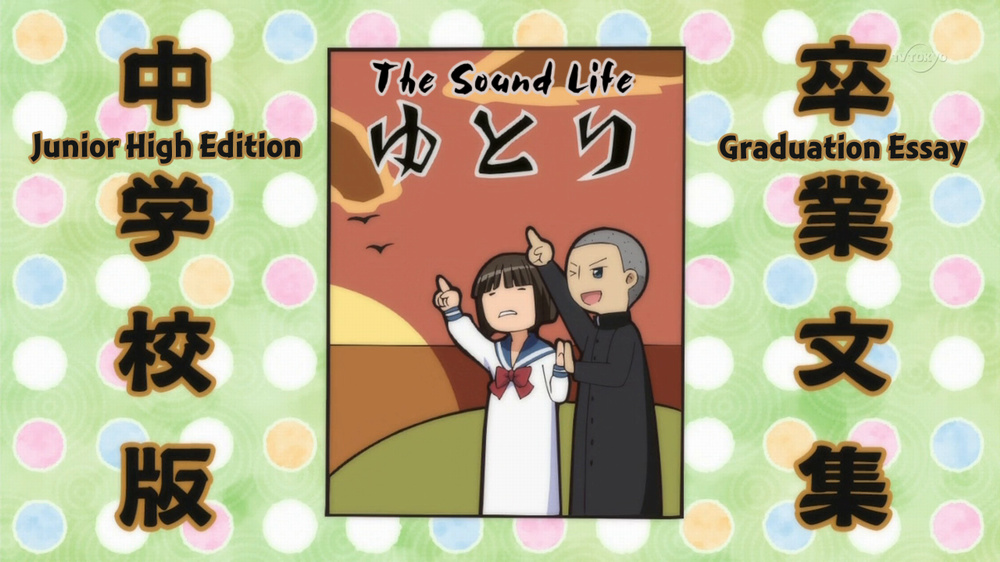 卒業文集
Graduation Essay
中学校版
Junior High Edition
The Sound Life
ゆとり
TV TOKYO